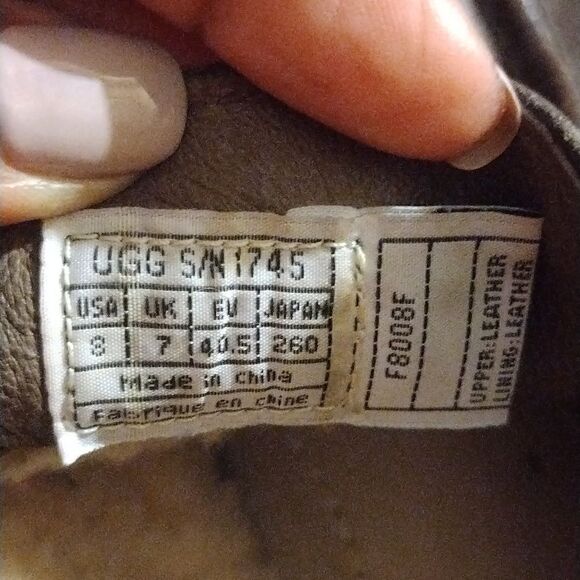 UGG S/N 1745
USA UK EV JAPAN
8 7 40.5 260
Made in China
Fabrique en chine
F8008F
UPPER:LEATHER
LINING:LEATHER